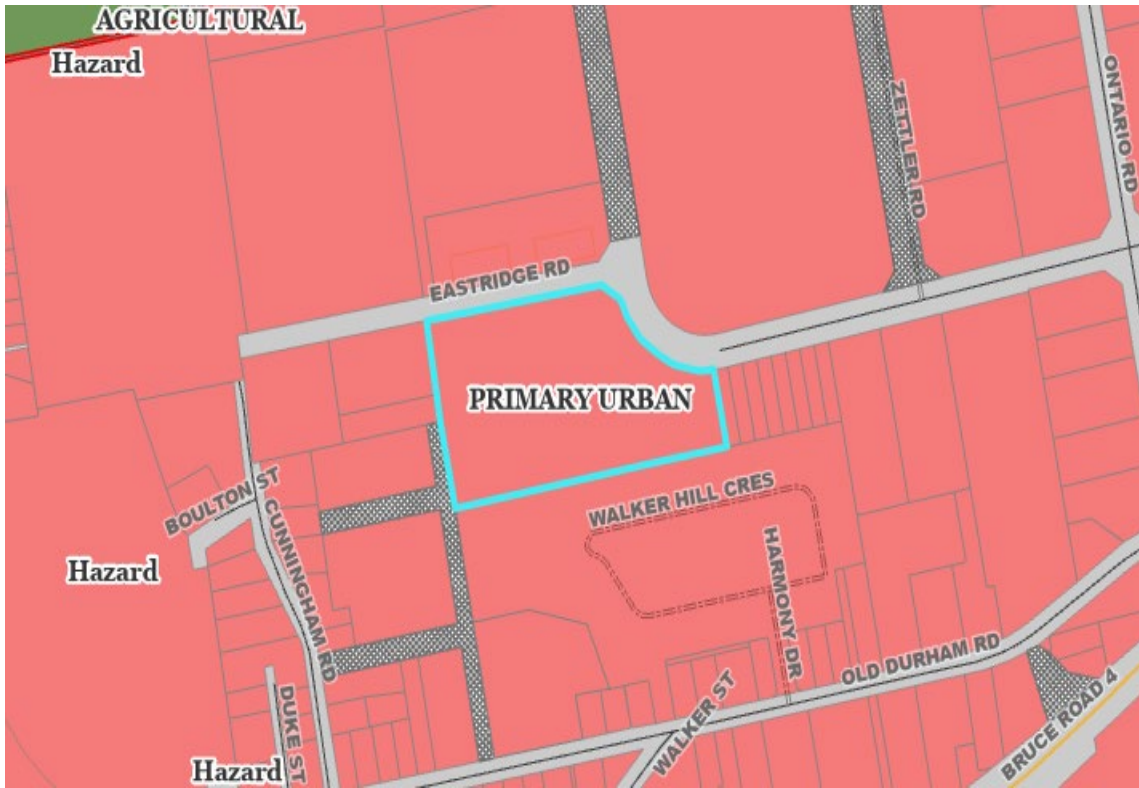 AGRICULTURAL
Hazard
ZETTLER RD
ONTARIO RD
EASTRIDGE RD
PRIMARY URBAN
BOULTON ST
CUNNINGHAM RD
WALKER HILL CRES
HARMONY DR
Hazard
OLD DURHAM RD
DUKE ST
WALKER ST
BRUCE ROAD 4
Hazard